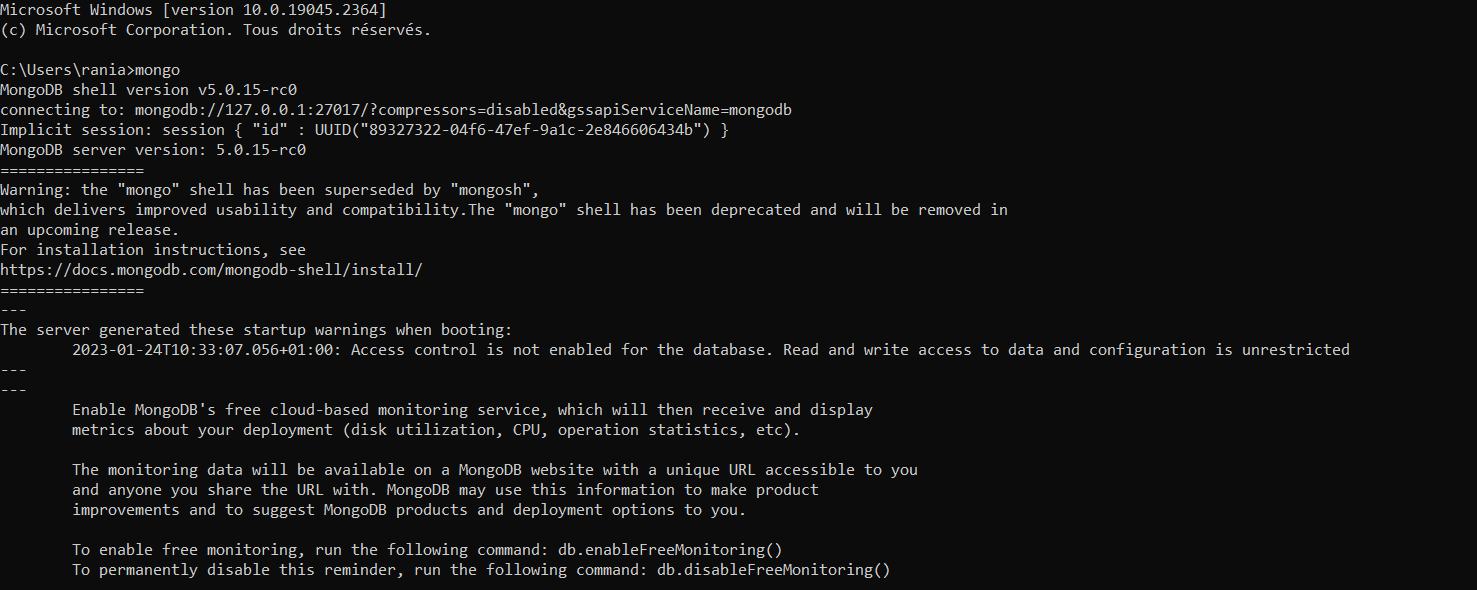 Microsoft Windows [version 10.0.19045.2364]
(c) Microsoft Corporation. Tous droits réservés.
C:\Users\rania>mongo
MongoDB shell version v5.0.15-rc0
connecting to: mongodb://127.0.0.1:27017/?compressors=disabled&gssapiServiceName=mongodb
Implicit session: session { "id" : UUID("89327322-04f6-47ef-9a1c-2e846606434b") }
MongoDB server version: 5.0.15-rc0
================
Warning: the "mongo" shell has been superseded by "mongosh",
which delivers improved usability and compatibility.The "mongo" shell has been deprecated and will be removed in
an upcoming release.
For installation instructions, see
https://docs.mongodb.com/mongodb-shell/install/
================
---
The server generated these startup warnings when booting:
        2023-01-24T10:33:07.056+01:00: Access control is not enabled for the database. Read and write access to data and configuration is unrestricted
---
---
        Enable MongoDB's free cloud-based monitoring service, which will then receive and display
        metrics about your deployment (disk utilization, CPU, operation statistics, etc).
        The monitoring data will be available on a MongoDB website with a unique URL accessible to you
        and anyone you share the URL with. MongoDB may use this information to make product
        improvements and to suggest MongoDB products and deployment options to you.
        To enable free monitoring, run the following command: db.enableFreeMonitoring()
        To permanently disable this reminder, run the following command: db.disableFreeMonitoring()